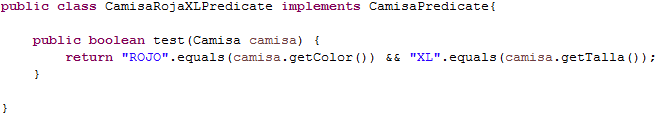 public class CamisaRojaXLPredicate implements CamisaPredicate{
public boolean test(Camisa camisa) {
return "ROJO".equals(camisa.getColor()) && "XL".equals(camisa.getTalla());
}
}